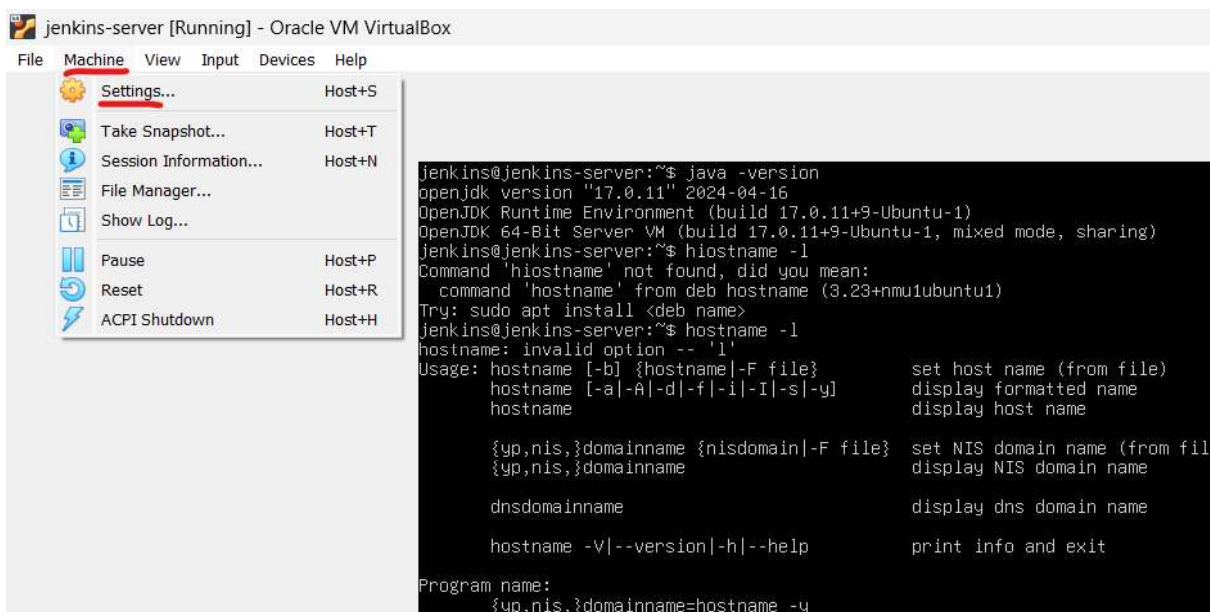 jenkins-server [Running] - Oracle VM VirtualBox
File Machine View Input Devices Help
Settings... Host+S
Take Snapshot... Host+T
Session Information... Host+N
File Manager...
Show Log...
Pause Host+P
Reset Host+R
ACPI Shutdown Host+H
jenkins@jenkins-server:~$ java -version
openjdk version "17.0.11" 2024-04-16
OpenJDK Runtime Environment (build 17.0.11+9-Ubuntu-1)
OpenJDK 64-Bit Server VM (build 17.0.11+9-Ubuntu-1, mixed mode, sharing)
jenkins@jenkins-server:~$ hiostname -l
Command 'hiostname' not found, did you mean:
  command 'hostname' from deb hostname (3.23+nmu1ubuntu1)
Try: sudo apt install <deb name>
jenkins@jenkins-server:~$ hostname -l
hostname: invalid option -- 'l'
Usage: hostname [-b] {hostname|-F file} set host name (from file)
hostname [-a|-A|-d|-f|-i|-I|-s|-y] display formatted name
hostname display host name
{yp,nis,}domainname {nisdomain|-F file} set NIS domain name (from fil
{yp,nis,}domainname display NIS domain name
dnsdomainname display dns domain name
hostname -V|--version|-h|--help print info and exit
Program name:
{yp,nis,}domainname=hostname -y